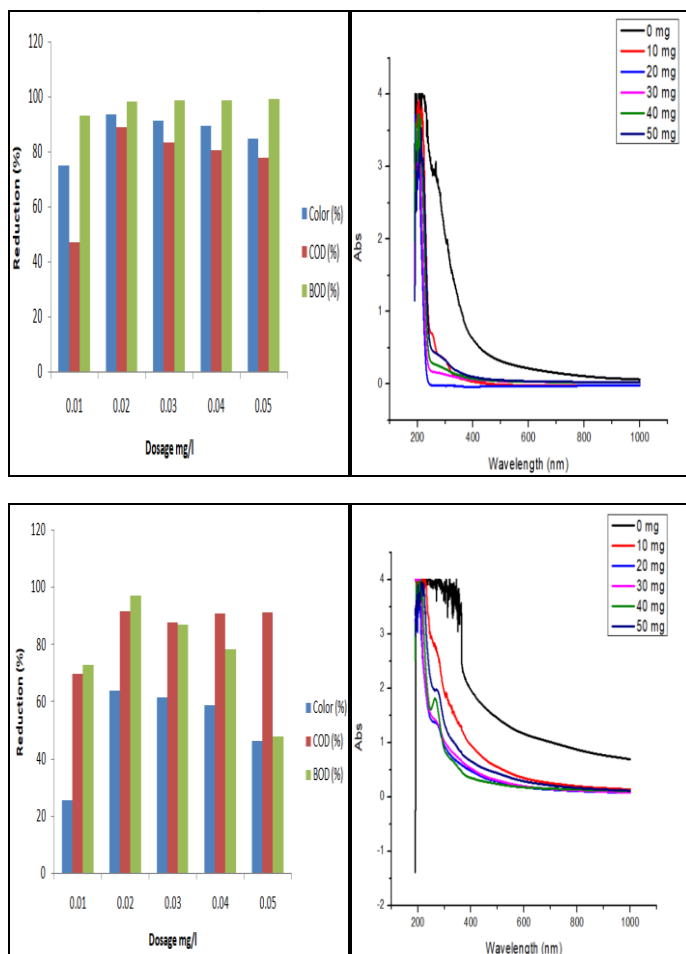 120
100
80
60
40
20
0
Reduction (%)
0.01 0.02 0.03 0.04 0.05
Dosage mg/l
Color (%)
COD (%)
BOD (%)
0 mg
10 mg
20 mg
30 mg
40 mg
50 mg
4
3
2
1
0
Abs
200 400 600 800 1000
Wavelength (nm)
120
100
80
60
40
20
0
Reduction (%)
0.01 0.02 0.03 0.04 0.05
Dosage mg/l
Color (%)
COD (%)
BOD (%)
0 mg
10 mg
20 mg
30 mg
40 mg
50 mg
4
3
2
1
0
-1
-2
Abs
200 400 600 800 1000
Wavelength (nm)